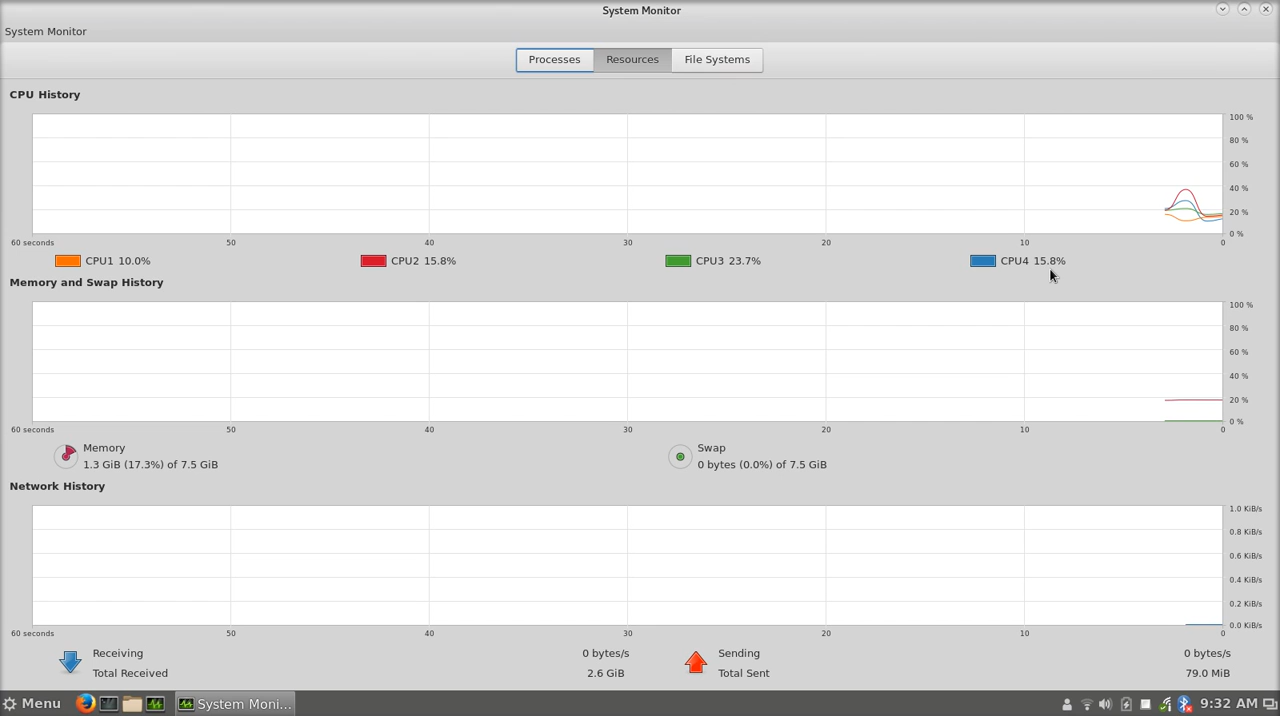 System Monitor
System Monitor
Processes Resources File Systems
CPU History
100 %
80 %
60 %
40 %
20 %
0 %
60 seconds 50 40 30 20 10 0
CPU1 10.0% CPU2 15.8% CPU3 23.7% CPU4 15.8%
Memory and Swap History
100 %
80 %
60 %
40 %
20 %
0 %
60 seconds 50 40 30 20 10 0
Memory Swap
1.3 GiB (17.3%) of 7.5 GiB 0 bytes (0.0%) of 7.5 GiB
Network History
1.0 KiB/s
0.8 KiB/s
0.6 KiB/s
0.4 KiB/s
0.2 KiB/s
0.0 KiB/s
60 seconds 50 40 30 20 10 0
Receiving 0 bytes/s Sending 0 bytes/s
Total Received 2.6 GiB Total Sent 79.0 MiB
Menu System Moni... 9:32 AM